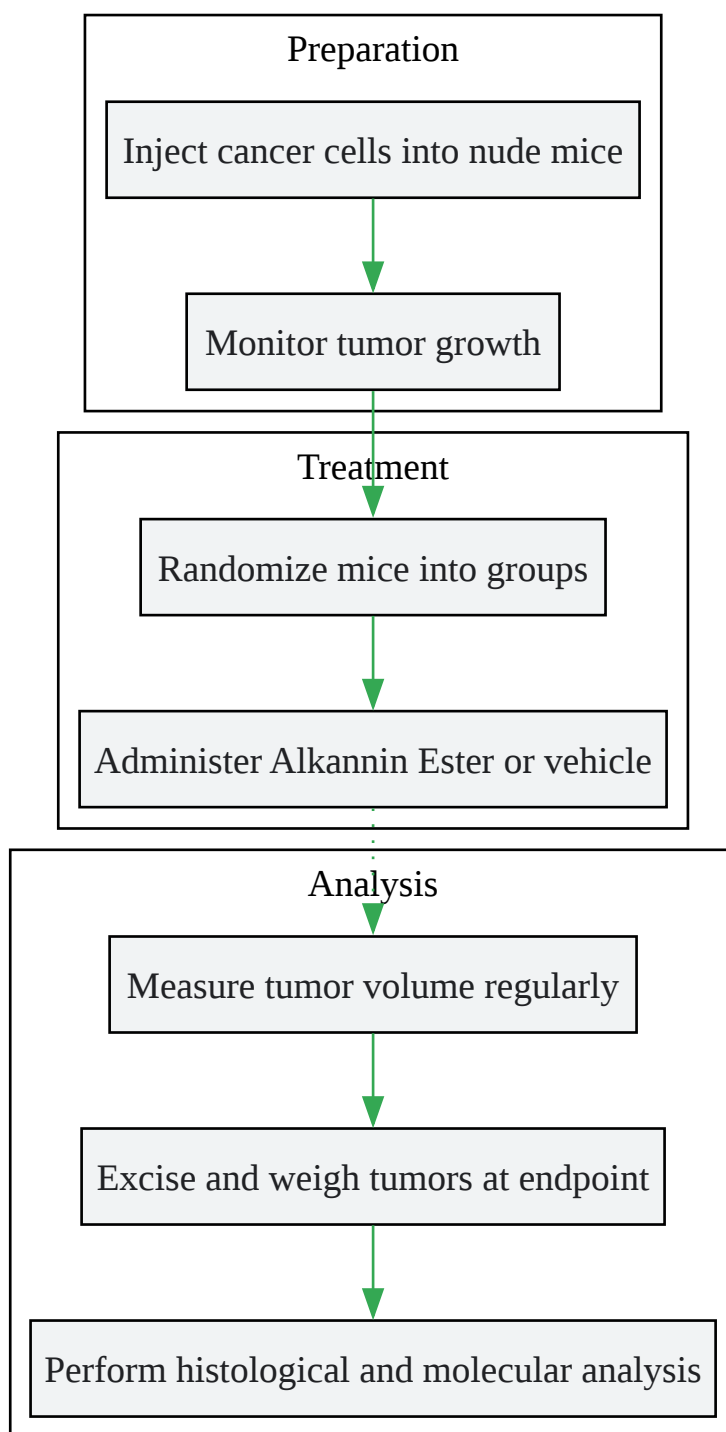 Preparation
Inject cancer cells into nude mice
Monitor tumor growth
Treatment
Randomize mice into groups
Administer Alkannin Ester or vehicle
Analysis
Measure tumor volume regularly
Excise and weigh tumors at endpoint
Perform histological and molecular analysis